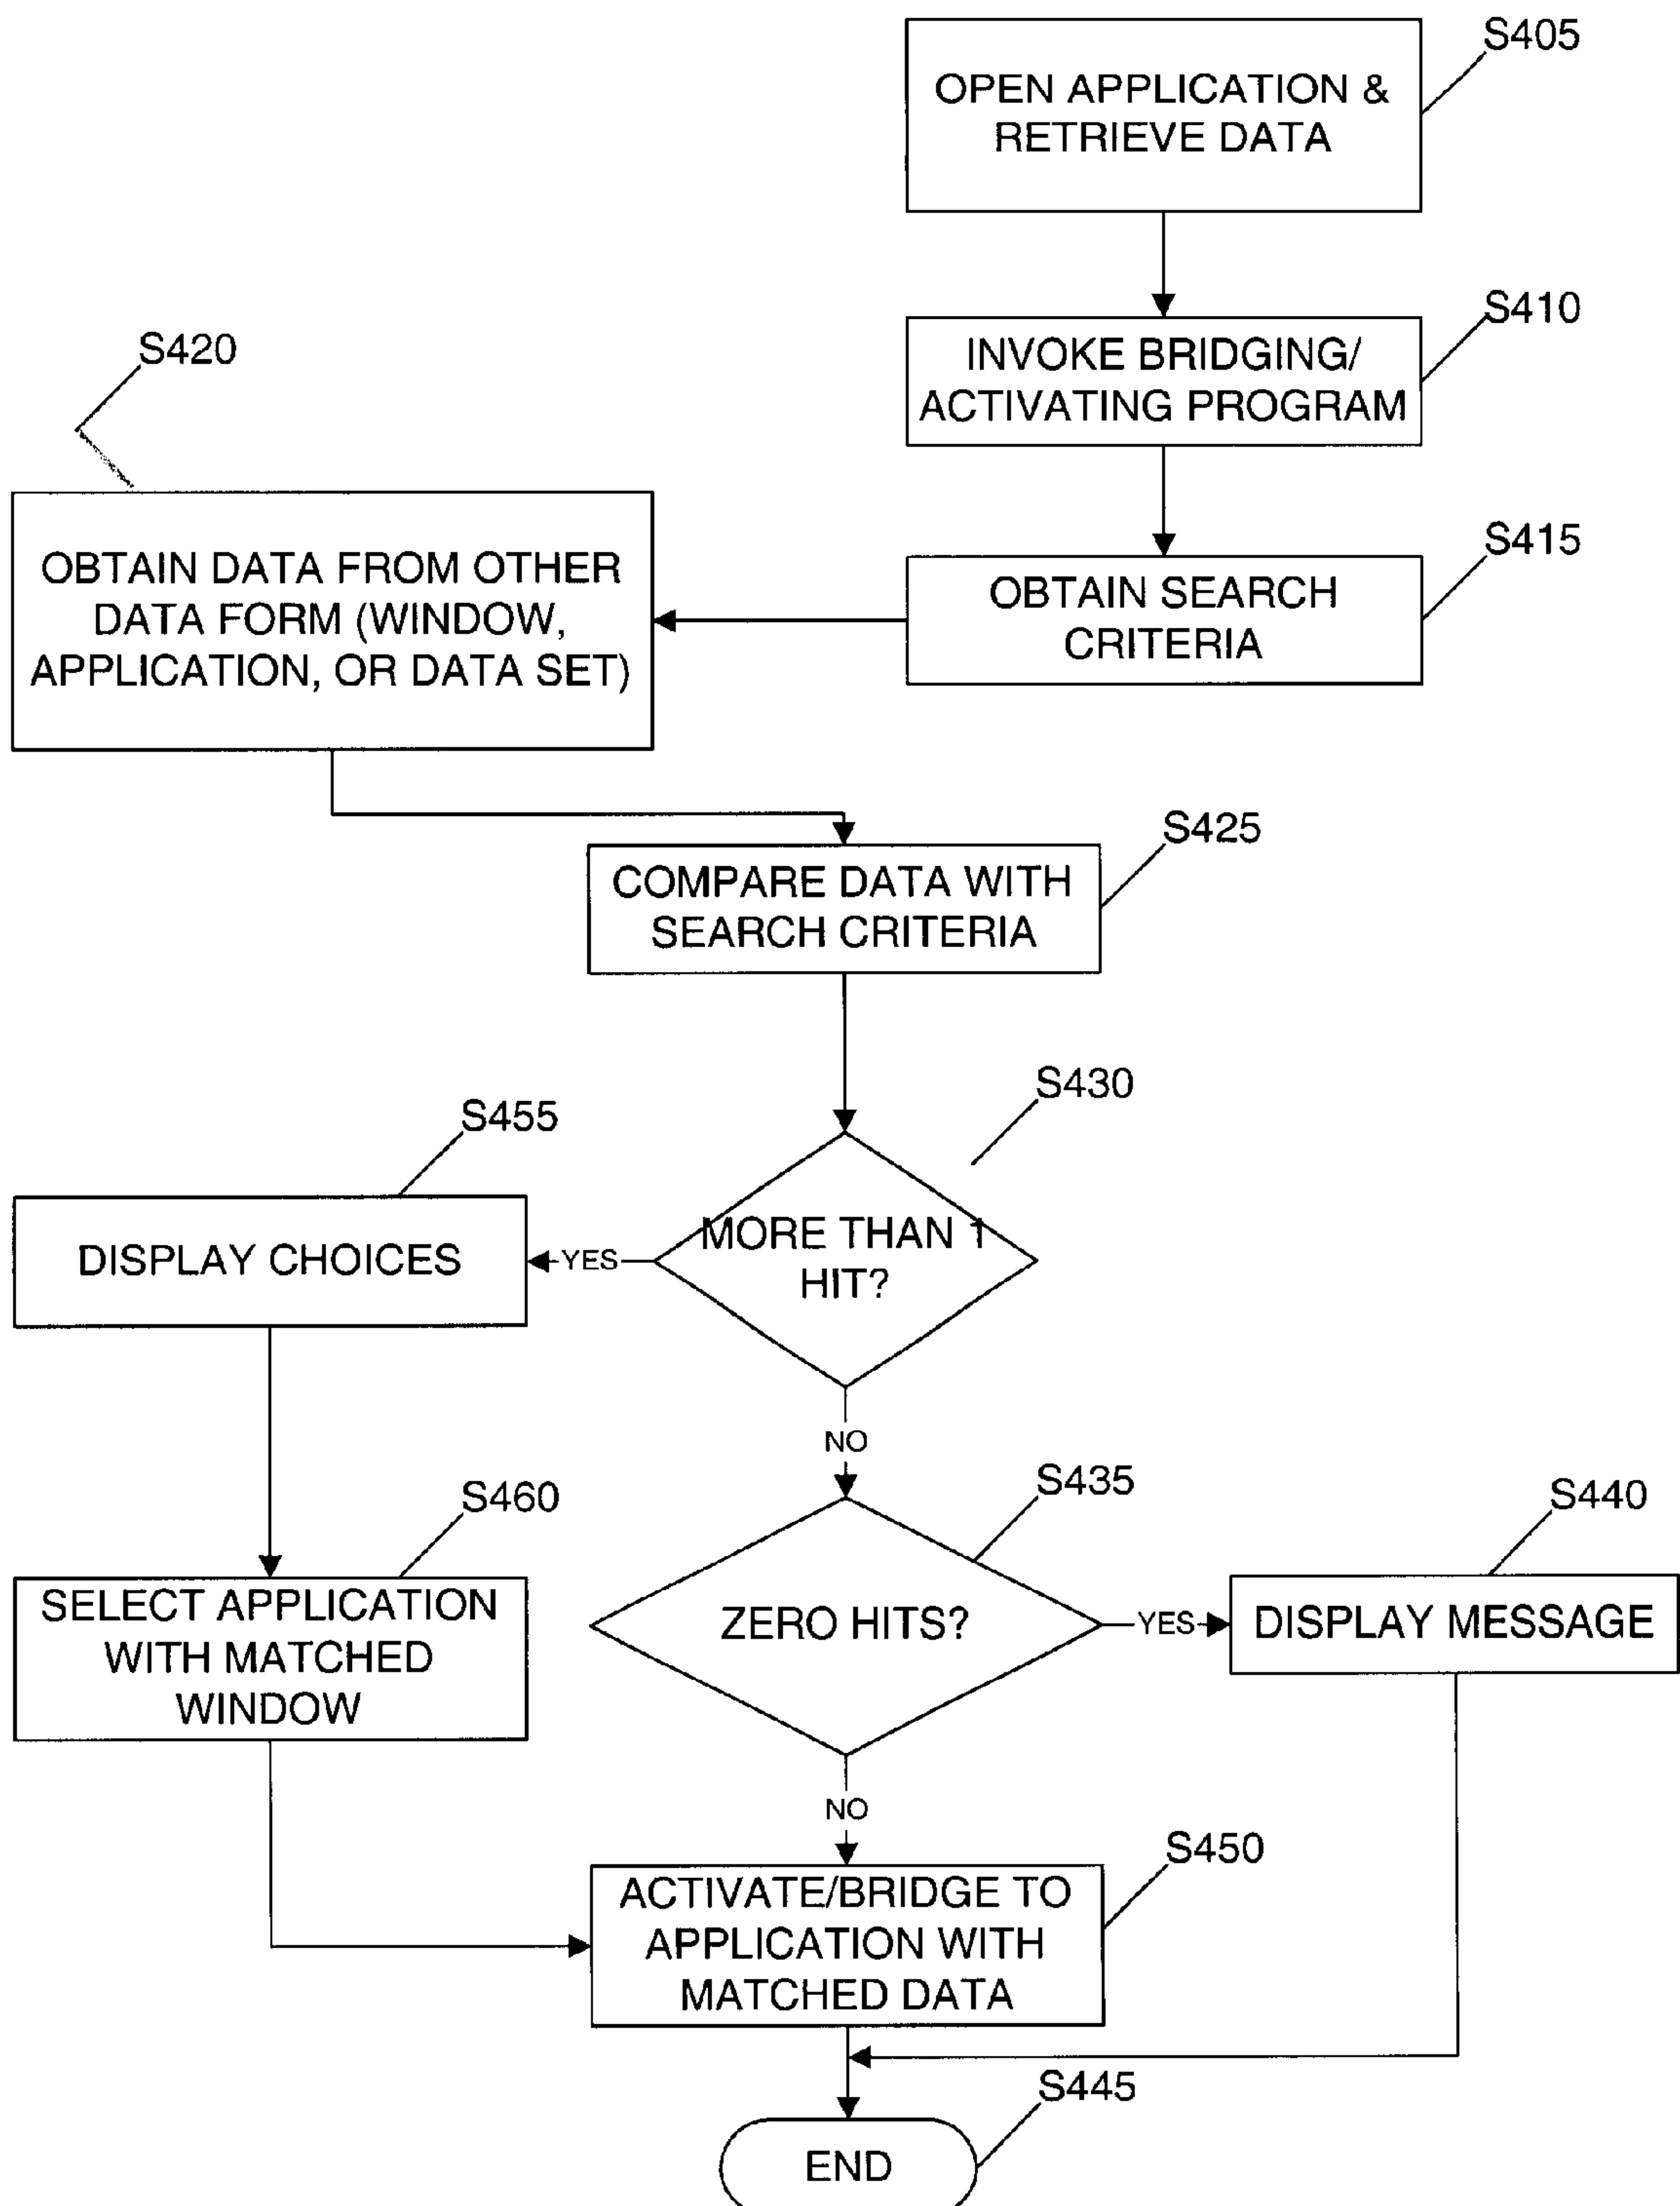 S405
OPEN APPLICATION &
RETRIEVE DATA
S410
INVOKE BRIDGING/
ACTIVATING PROGRAM
S415
OBTAIN SEARCH
CRITERIA
S420
OBTAIN DATA FROM OTHER
DATA FORM (WINDOW,
APPLICATION, OR DATA SET)
S425
COMPARE DATA WITH
SEARCH CRITERIA
S430
MORE THAN 1
HIT?
YES
S455
DISPLAY CHOICES
NO
S460
SELECT APPLICATION
WITH MATCHED
WINDOW
S435
ZERO HITS?
YES
S440
DISPLAY MESSAGE
NO
S450
ACTIVATE/BRIDGE TO
APPLICATION WITH
MATCHED DATA
S445
END